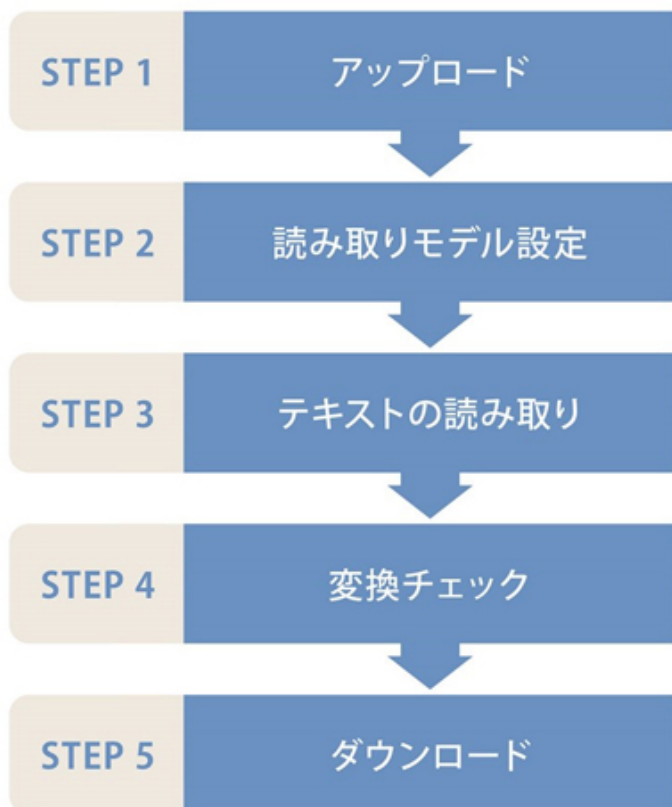 STEP 1 アップロード
STEP 2 読み取りモデル設定
STEP 3 テキストの読み取り
STEP 4 変換チェック
STEP 5 ダウンロード